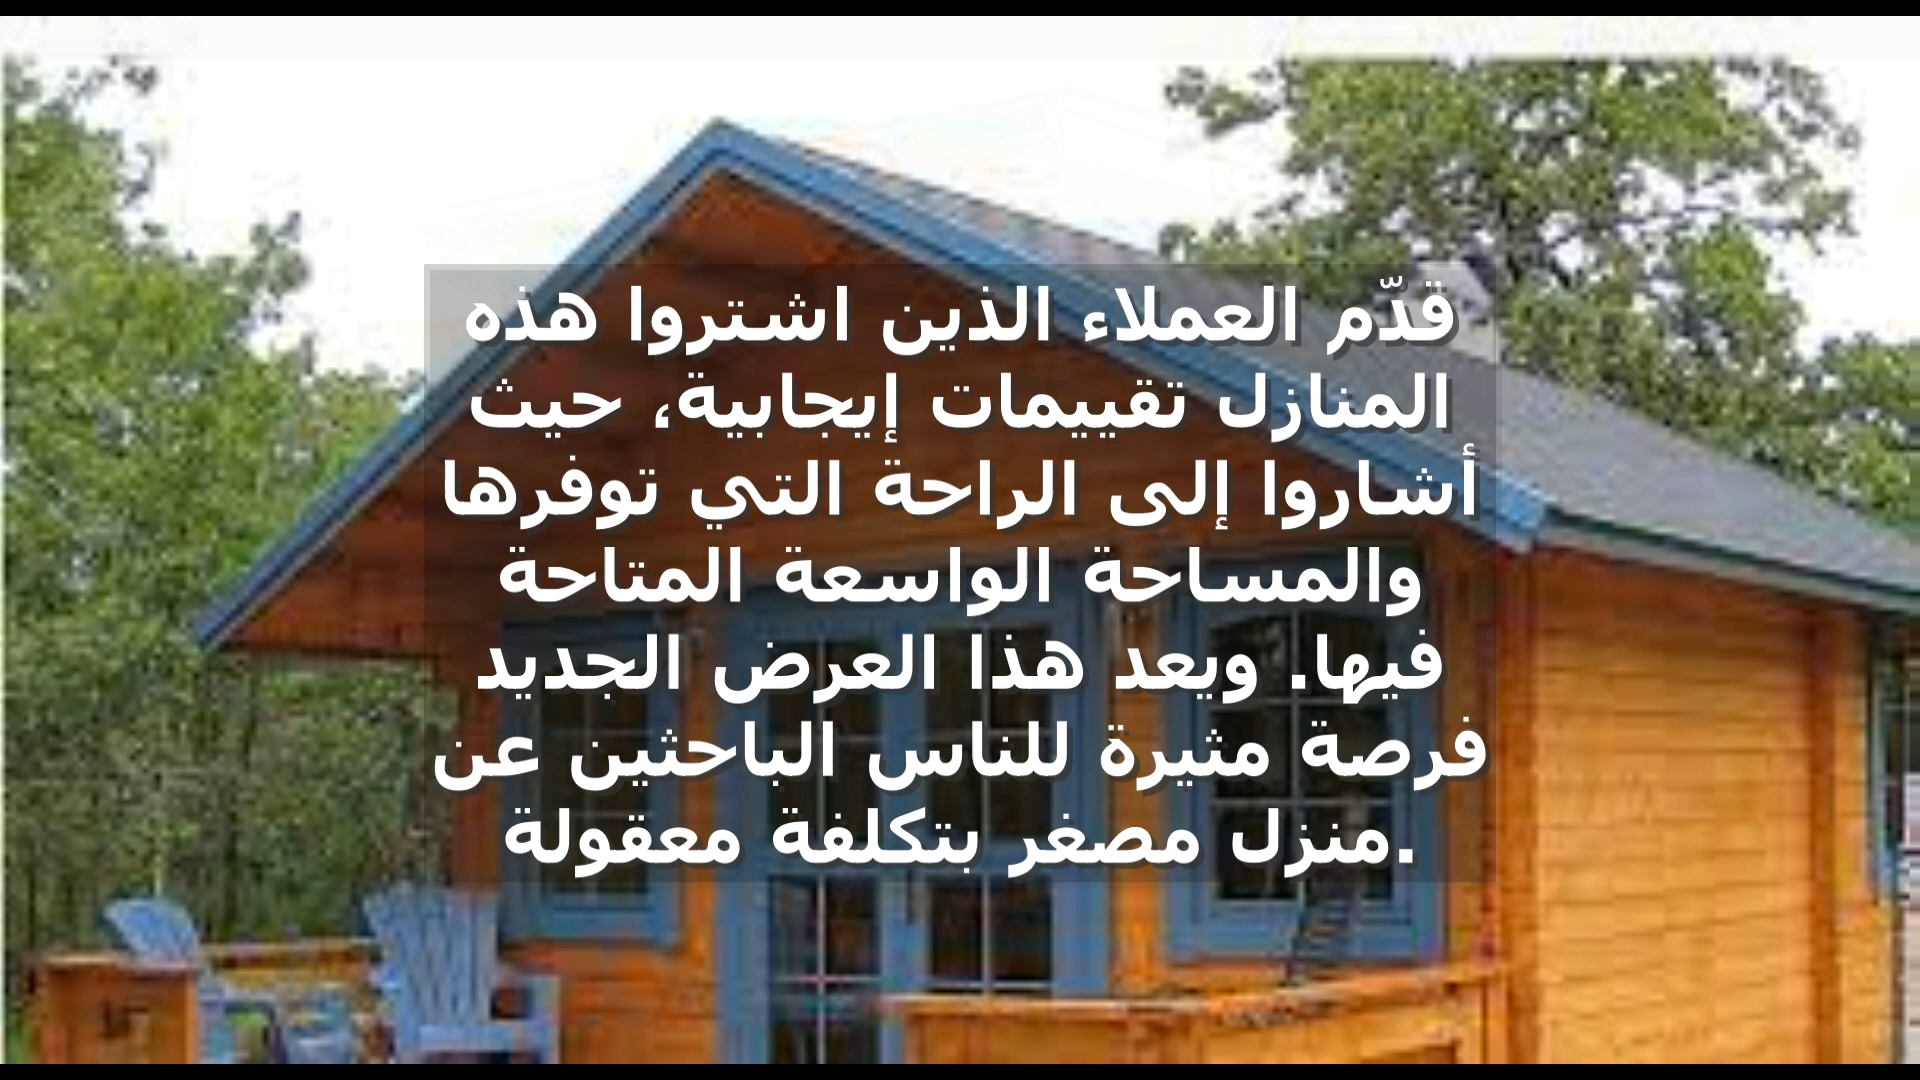 قدّم العملاء الذين اشتروا هذه
المنازل تقييمات إيجابية، حيث
أشاروا إلى الراحة التي توفرها
والمساحة الواسعة المتاحة
فيها. ويعد هذا العرض الجديد
فرصة مثيرة للناس الباحثين عن
منزل مصغر بتكلفة معقولة.